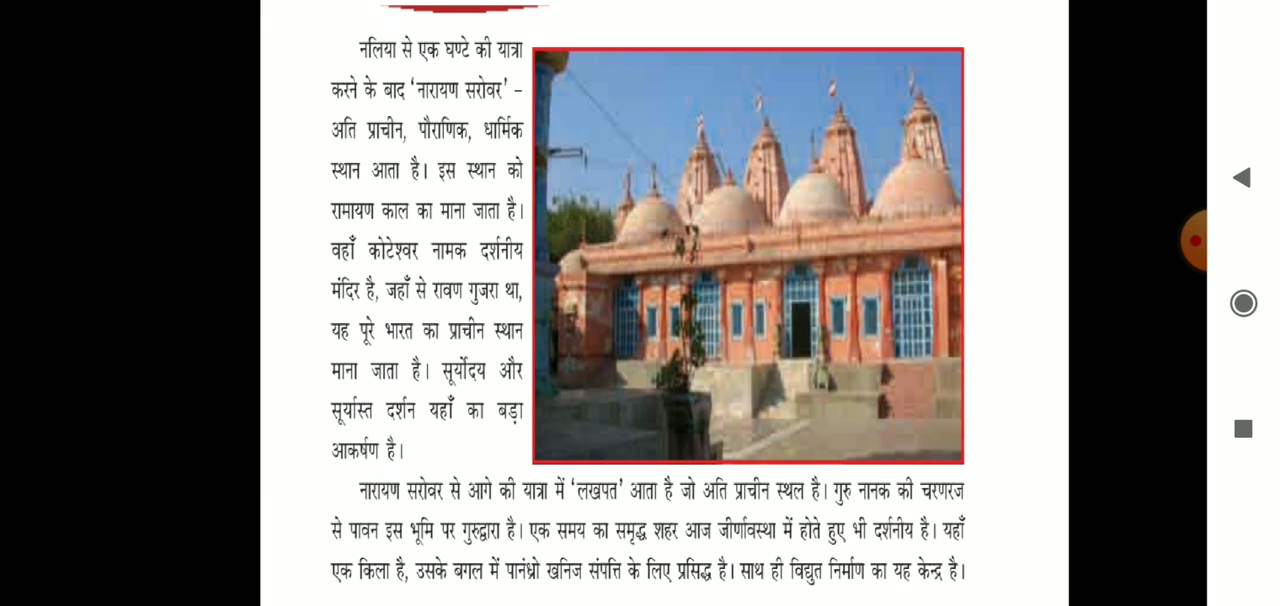 नलिया से एक घण्टे की यात्रा
करने के बाद ‘नारायण सरोवर’ –
अति प्राचीन, पौराणिक, धार्मिक
स्थान आता है। इस स्थान को
रामायण काल का माना जाता है।
वहाँ कोटेश्वर नामक दर्शनीय
मंदिर है, जहाँ से रावण गुजरा था,
यह पूरे भारत का प्राचीन स्थान
माना जाता है। सूर्योदय और
सूर्यास्त दर्शन यहाँ का बड़ा
आकर्षण है।
नारायण सरोवर से आगे की यात्रा में ‘लखपत’ आता है जो अति प्राचीन स्थल है। गुरु नानक की चरणरज
से पावन इस भूमि पर गुरुद्वारा है। एक समय का समृद्ध शहर आज जीर्णावस्था में होते हुए भी दर्शनीय है। यहाँ
एक किला है, उसके बगल में पानंध्रो खनिज संपत्ति के लिए प्रसिद्ध है। साथ ही विद्युत निर्माण का यह केन्द्र है।